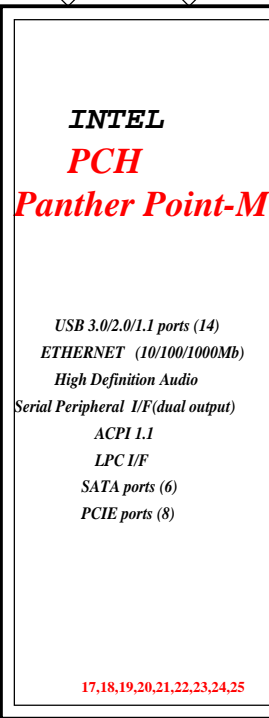 INTEL
PCH
Panther Point-M
USB 3.0/2.0/1.1 ports (14)
ETHERNET (10/100/1000Mb)
High Definition Audio
Serial Peripheral I/F(dual output)
ACPI 1.1
LPC I/F
SATA ports (6)
PCIE ports (8)
17,18,19,20,21,22,23,24,25